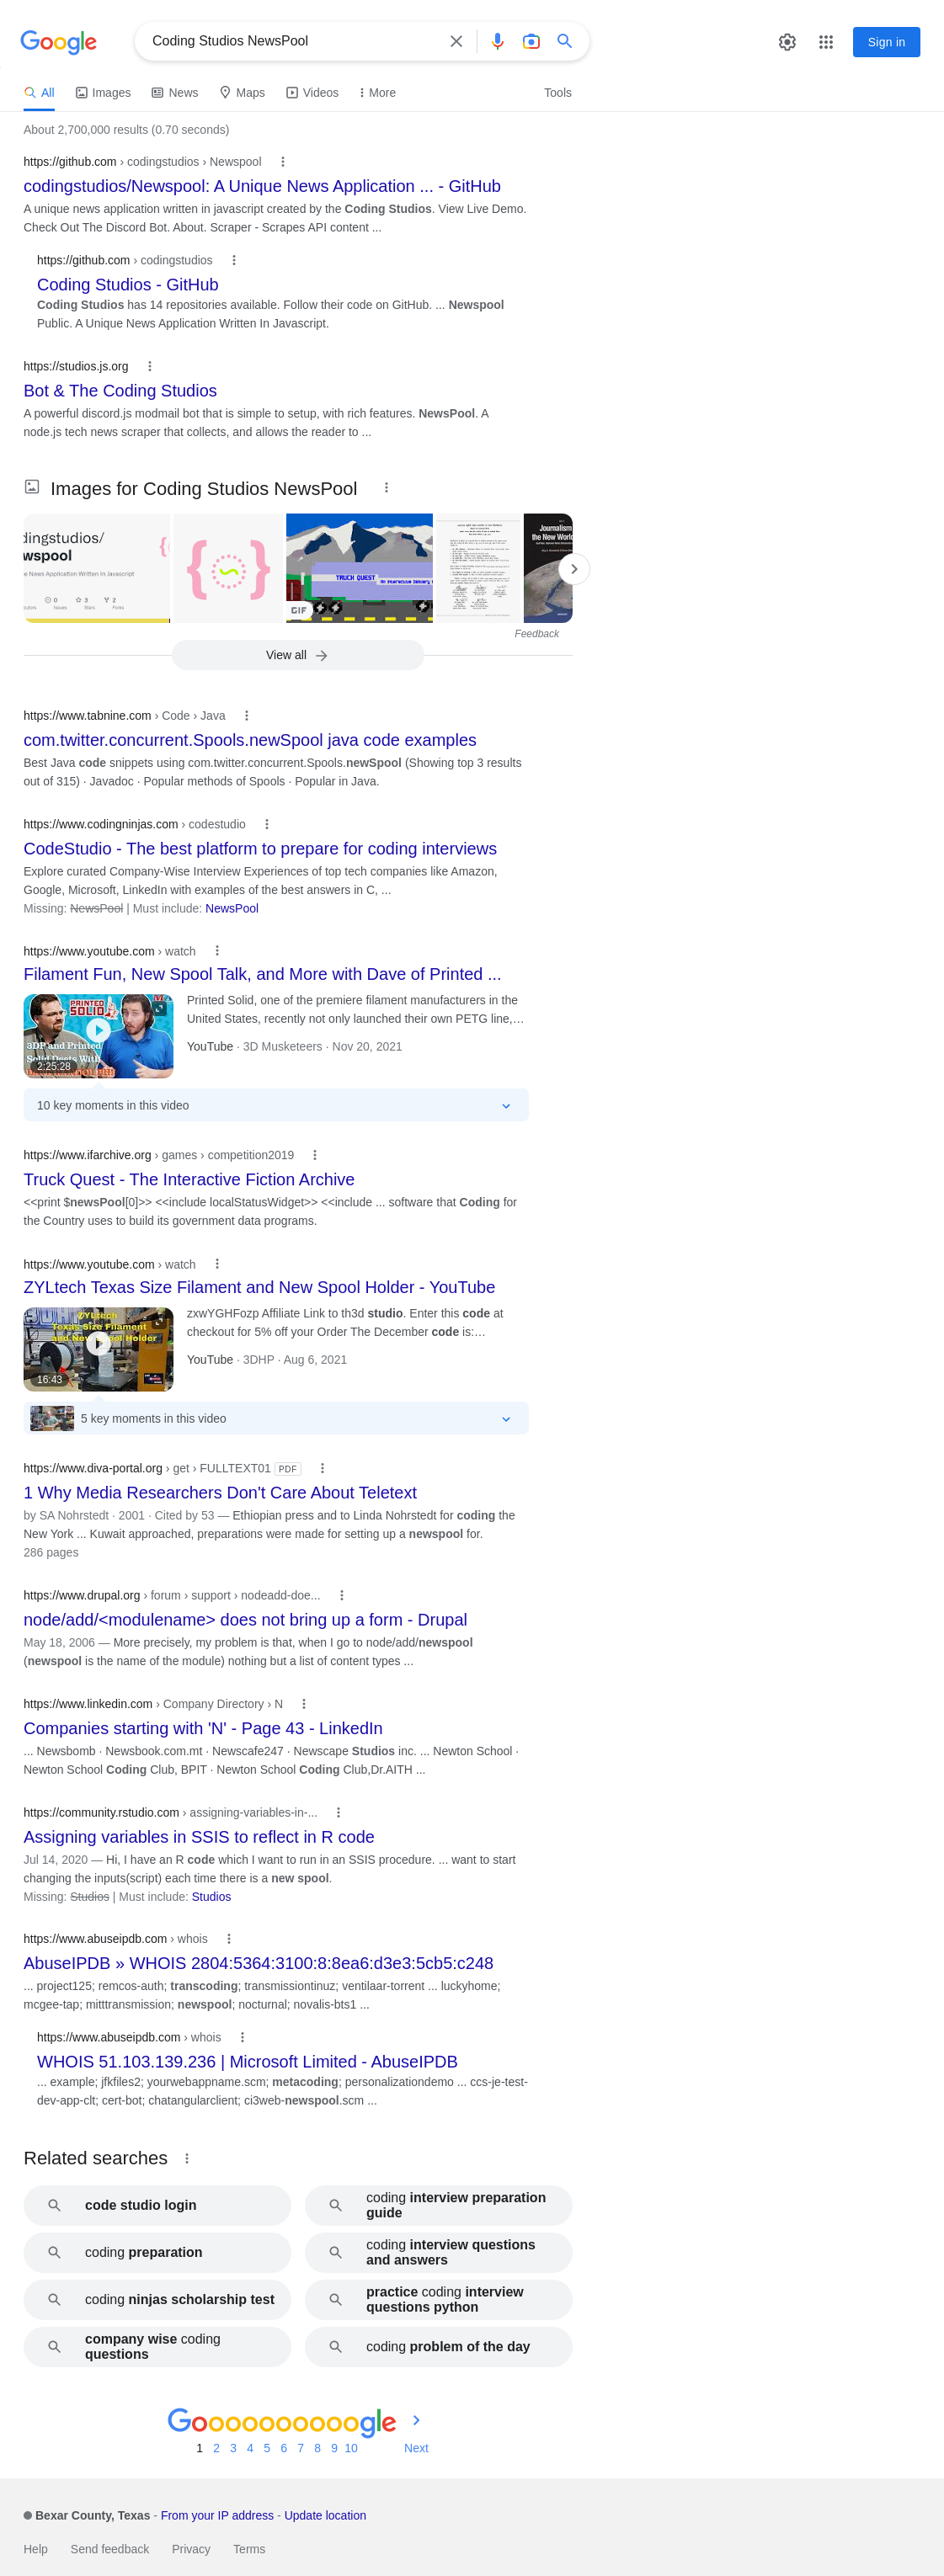 Google
Coding Studios NewsPool
Sign in
All
Images
News
Maps
Videos
More
Tools
About 2,700,000 results (0.70 seconds)
https://github.com › codingstudios › Newspool
codingstudios/Newspool: A Unique News Application ... - GitHub
A unique news application written in javascript created by the Coding Studios. View Live Demo.
Check Out The Discord Bot. About. Scraper - Scrapes API content ...
https://github.com › codingstudios
Coding Studios - GitHub
Coding Studios has 14 repositories available. Follow their code on GitHub. ... Newspool
Public. A Unique News Application Written In Javascript.
https://studios.js.org
Bot & The Coding Studios
A powerful discord.js modmail bot that is simple to setup, with rich features. NewsPool. A
node.js tech news scraper that collects, and allows the reader to ...
Images for Coding Studios NewsPool
dingstudios/
wspool
e News Application Written In Javascript
0 3 2
Issues Stars Forks
TRUCK QUEST
GIF
Journalism
the New World
Feedback
View all
https://www.tabnine.com › Code › Java
com.twitter.concurrent.Spools.newSpool java code examples
Best Java code snippets using com.twitter.concurrent.Spools.newSpool (Showing top 3 results
out of 315) · Javadoc · Popular methods of Spools · Popular in Java.
https://www.codingninjas.com › codestudio
CodeStudio - The best platform to prepare for coding interviews
Explore curated Company-Wise Interview Experiences of top tech companies like Amazon,
Google, Microsoft, LinkedIn with examples of the best answers in C, ...
Missing: NewsPool | Must include: NewsPool
https://www.youtube.com › watch
Filament Fun, New Spool Talk, and More with Dave of Printed ...
PRINTED
SOLID
3DP and Printed
Solid Deets With
2:25:28
Printed Solid, one of the premiere filament manufacturers in the
United States, recently not only launched their own PETG line,…
YouTube · 3D Musketeers · Nov 20, 2021
10 key moments in this video
https://www.ifarchive.org › games › competition2019
Truck Quest - The Interactive Fiction Archive
<<print $newsPool[0]>> <<include localStatusWidget>> <<include ... software that Coding for
the Country uses to build its government data programs.
https://www.youtube.com › watch
ZYLtech Texas Size Filament and New Spool Holder - YouTube
ZYLtech
Texas Size Filament
and New Spool Holder
16:43
zxwYGHFozp Affiliate Link to th3d studio. Enter this code at
checkout for 5% off your Order The December code is:…
YouTube · 3DHP · Aug 6, 2021
5 key moments in this video
https://www.diva-portal.org › get › FULLTEXT01 PDF
1 Why Media Researchers Don't Care About Teletext
by SA Nohrstedt · 2001 · Cited by 53 — Ethiopian press and to Linda Nohrstedt for coding the
New York ... Kuwait approached, preparations were made for setting up a newspool for.
286 pages
https://www.drupal.org › forum › support › nodeadd-doe...
node/add/<modulename> does not bring up a form - Drupal
May 18, 2006 — More precisely, my problem is that, when I go to node/add/newspool
(newspool is the name of the module) nothing but a list of content types ...
https://www.linkedin.com › Company Directory › N
Companies starting with 'N' - Page 43 - LinkedIn
... Newsbomb · Newsbook.com.mt · Newscafe247 · Newscape Studios inc. ... Newton School ·
Newton School Coding Club, BPIT · Newton School Coding Club,Dr.AITH ...
https://community.rstudio.com › assigning-variables-in-...
Assigning variables in SSIS to reflect in R code
Jul 14, 2020 — Hi, I have an R code which I want to run in an SSIS procedure. ... want to start
changing the inputs(script) each time there is a new spool.
Missing: Studios | Must include: Studios
https://www.abuseipdb.com › whois
AbuseIPDB » WHOIS 2804:5364:3100:8:8ea6:d3e3:5cb5:c248
... project125; remcos-auth; transcoding; transmissiontinuz; ventilaar-torrent ... luckyhome;
mcgee-tap; mitttransmission; newspool; nocturnal; novalis-bts1 ...
https://www.abuseipdb.com › whois
WHOIS 51.103.139.236 | Microsoft Limited - AbuseIPDB
... example; jfkfiles2; yourwebappname.scm; metacoding; personalizationdemo ... ccs-je-test-
dev-app-clt; cert-bot; chatangularclient; ci3web-newspool.scm ...
Related searches
code studio login
coding interview preparation
guide
coding preparation
coding interview questions
and answers
coding ninjas scholarship test
practice coding interview
questions python
company wise coding
questions
coding problem of the day
Goooooooooogle
1 2 3 4 5 6 7 8 9 10 Next
Bexar County, Texas - From your IP address - Update location
Help
Send feedback
Privacy
Terms